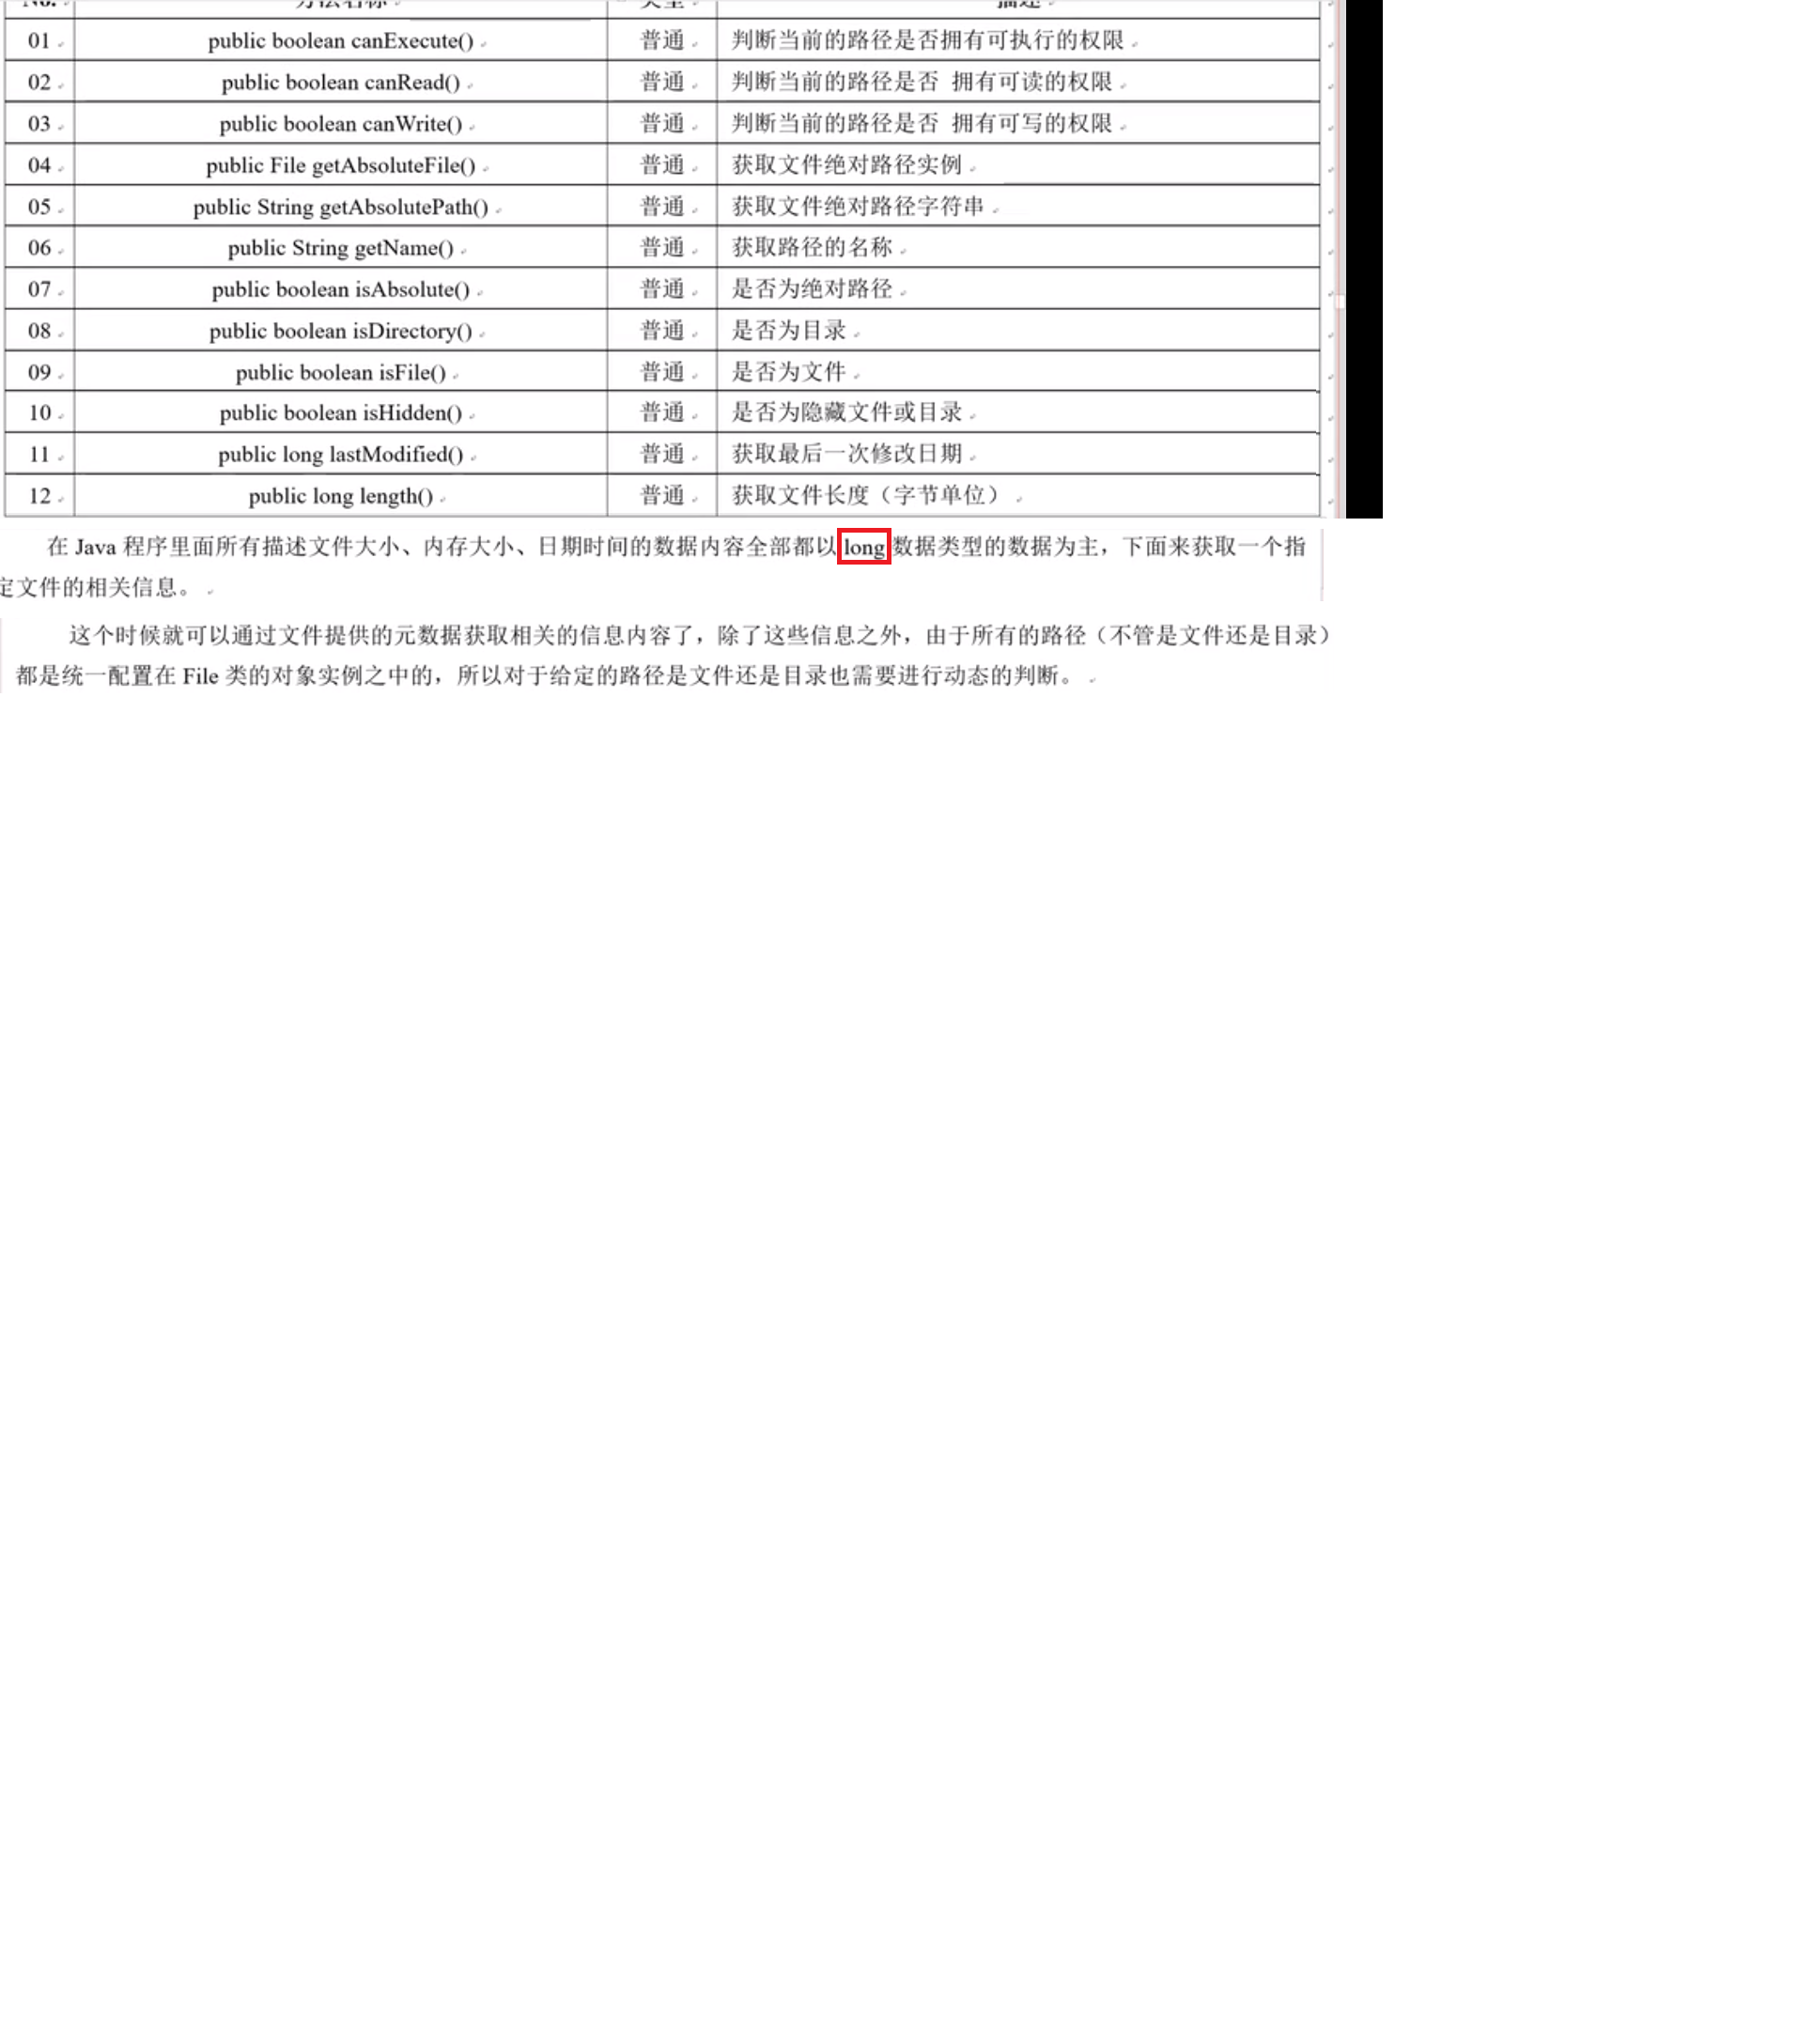 No. 方法名称 类型 描述
01 public boolean canExecute() 普通 判断当前的路径是否拥有可执行的权限
02 public boolean canRead() 普通 判断当前的路径是否 拥有可读的权限
03 public boolean canWrite() 普通 判断当前的路径是否 拥有可写的权限
04 public File getAbsoluteFile() 普通 获取文件绝对路径实例
05 public String getAbsolutePath() 普通 获取文件绝对路径字符串
06 public String getName() 普通 获取路径的名称
07 public boolean isAbsolute() 普通 是否为绝对路径
08 public boolean isDirectory() 普通 是否为目录
09 public boolean isFile() 普通 是否为文件
10 public boolean isHidden() 普通 是否为隐藏文件或目录
11 public long lastModified() 普通 获取最后一次修改日期
12 public long length() 普通 获取文件长度（字节单位）
在 Java 程序里面所有描述文件大小、内存大小、日期时间的数据内容全部都以 long 数据类型的数据为主，下面来获取一个指
定文件的相关信息。
这个时候就可以通过文件提供的元数据获取相关的信息内容了，除了这些信息之外，由于所有的路径（不管是文件还是目录）
都是统一配置在 File 类的对象实例之中的，所以对于给定的路径是文件还是目录也需要进行动态的判断。